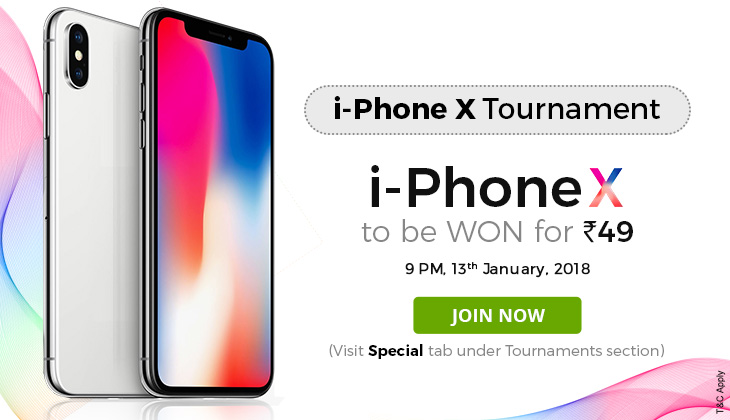 i-Phone X Tournament
i-Phone X
to be WON for ₹49
9 PM, 13th January, 2018
JOIN NOW
(Visit Special tab under Tournaments section)
T&C Apply